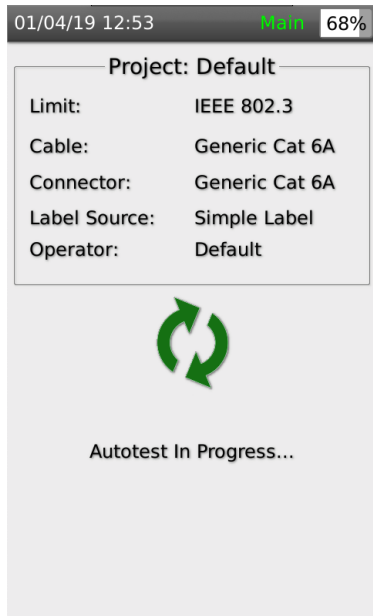 01/04/19 12:53 Main 68%
Project: Default
Limit: IEEE 802.3
Cable: Generic Cat 6A
Connector: Generic Cat 6A
Label Source: Simple Label
Operator: Default
Autotest In Progress...